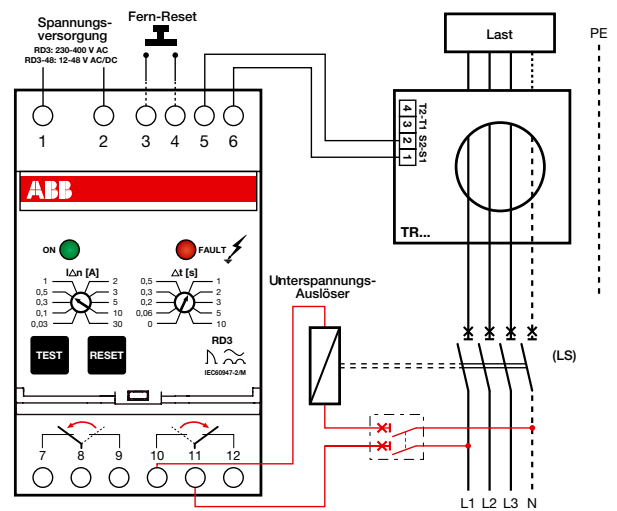 Spannungs-
versorgung
RD3: 230-400 V AC
RD3-48: 12-48 V AC/DC
Fern-Reset
Last
PE
1 2 3 4 5 6
4 3 2 1
T2-T1
S2-S1
TR...
ABB
ON
FAULT
I△n [A]
1 2
0,5 3
0,3 5
0,1 10
0,03 30
△t [s]
0,5 1
0,3 2
0,2 3
0,06 5
0 10
TEST
RESET
RD3
IEC60947-2/M
Unterspannungs-
Auslöser
(LS)
7 8 9 10 11 12
L1 L2 L3 N